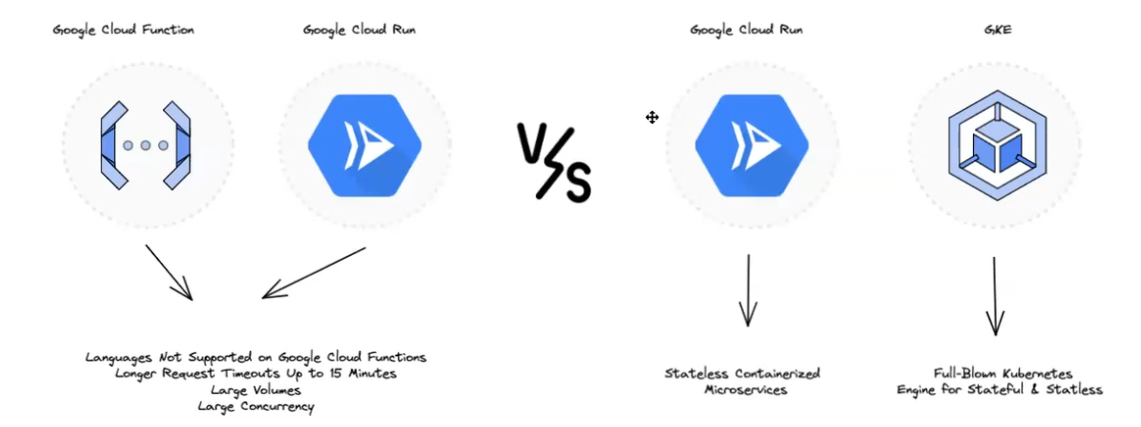 Google Cloud Function
Google Cloud Run
Google Cloud Run
GKE
V/S
Languages Not Supported on Google Cloud Functions
Longer Request Timeouts Up to 15 Minutes
Large Volumes
Large Concurrency
Stateless Containerized
Microservices
Full-Blown Kubernetes
Engine for Stateful & Statless